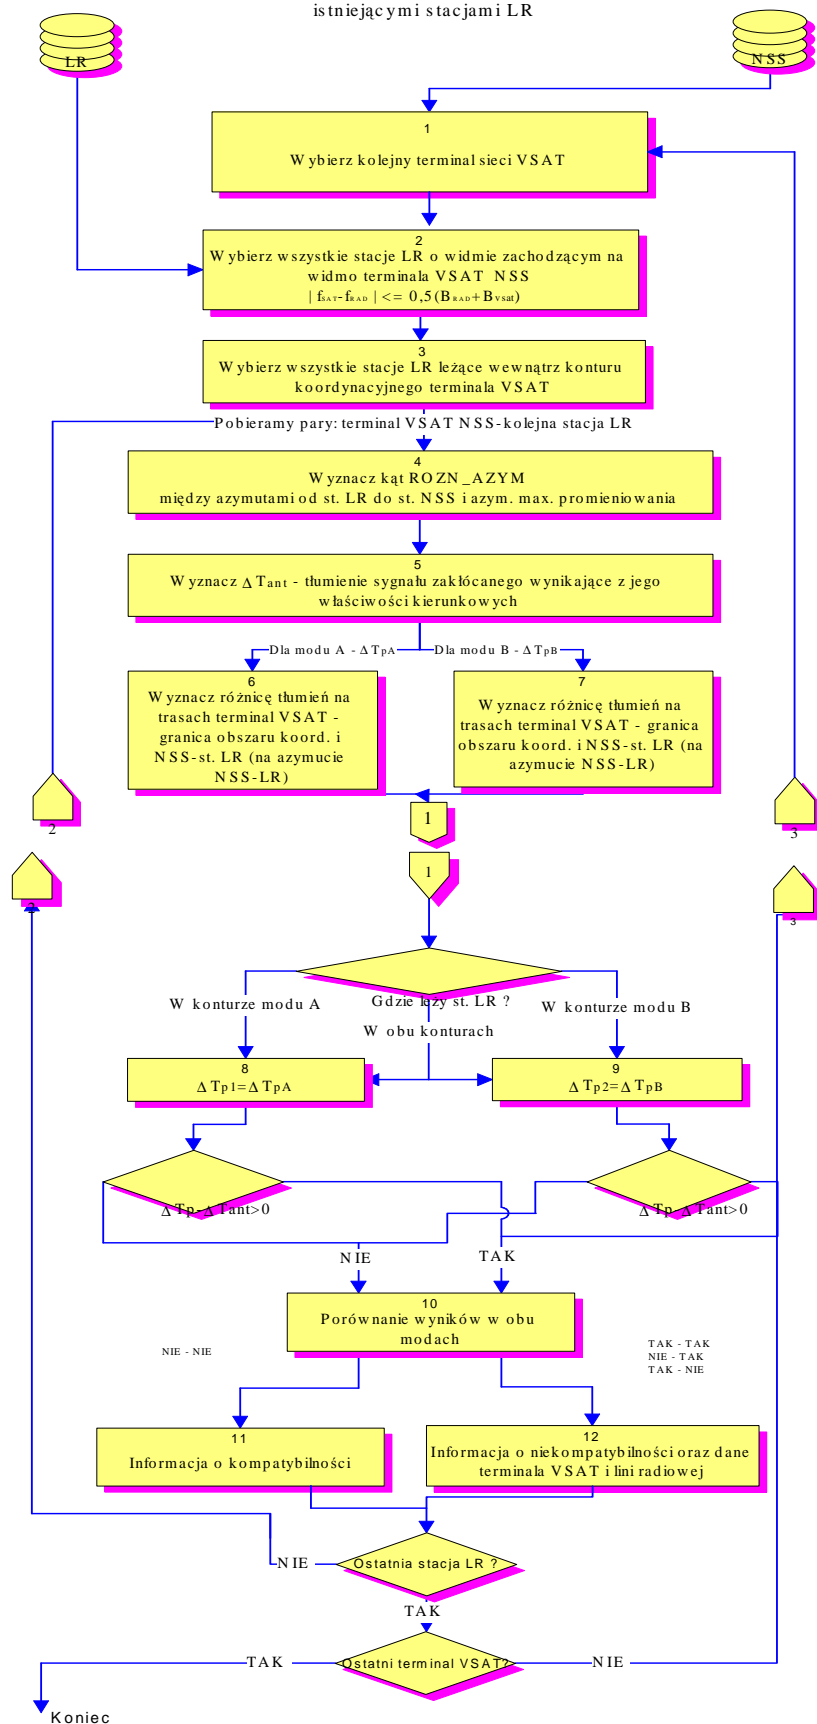 istniejącymi stacjami LR
LR
NSS
1
Wybierz kolejny terminal sieci VSAT
2
Wybierz wszystkie stacje LR o widmie zachodzącym na
widmo terminala VSAT NSS
| fSAT-fRAD | <= 0,5(BRAD+Bvsat)
3
Wybierz wszystkie stacje LR leżące wewnątrz konturu
koordynacyjnego terminala VSAT
Pobieramy pary: terminal VSAT NSS-kolejna stacja LR
4
Wyznacz kąt ROZN_AZYM
między azymutami od st. LR do st. NSS i azym. max. promieniowania
5
Wyznacz ΔTant - tłumienie sygnału zakłócanego wynikające z jego
właściwości kierunkowych
Dla modu A - ΔTpA
Dla modu B - ΔTpB
6
Wyznacz różnicę tłumień na
trasach terminal VSAT -
granica obszaru koord. i
NSS-st. LR (na azymucie
NSS-LR)
7
Wyznacz różnicę tłumień na
trasach terminal VSAT - granica
obszaru koord. i NSS-st. LR (na
azymucie NSS-LR)
2
1
3
2
1
3
Gdzie leży st. LR ?
W konturze modu A
W obu konturach
W konturze modu B
8
ΔTp1=ΔTpA
9
ΔTp2=ΔTpB
ΔTp-ΔTant>0
ΔTp-ΔTant>0
NIE
TAK
10
Porównanie wyników w obu
modach
NIE - NIE
TAK - TAK
NIE - TAK
TAK - NIE
11
Informacja o kompatybilności
12
Informacja o niekompatybilności oraz dane
terminala VSAT i lini radiowej
Ostatnia stacja LR ?
NIE
TAK
Ostatni terminal VSAT?
TAK
NIE
Koniec